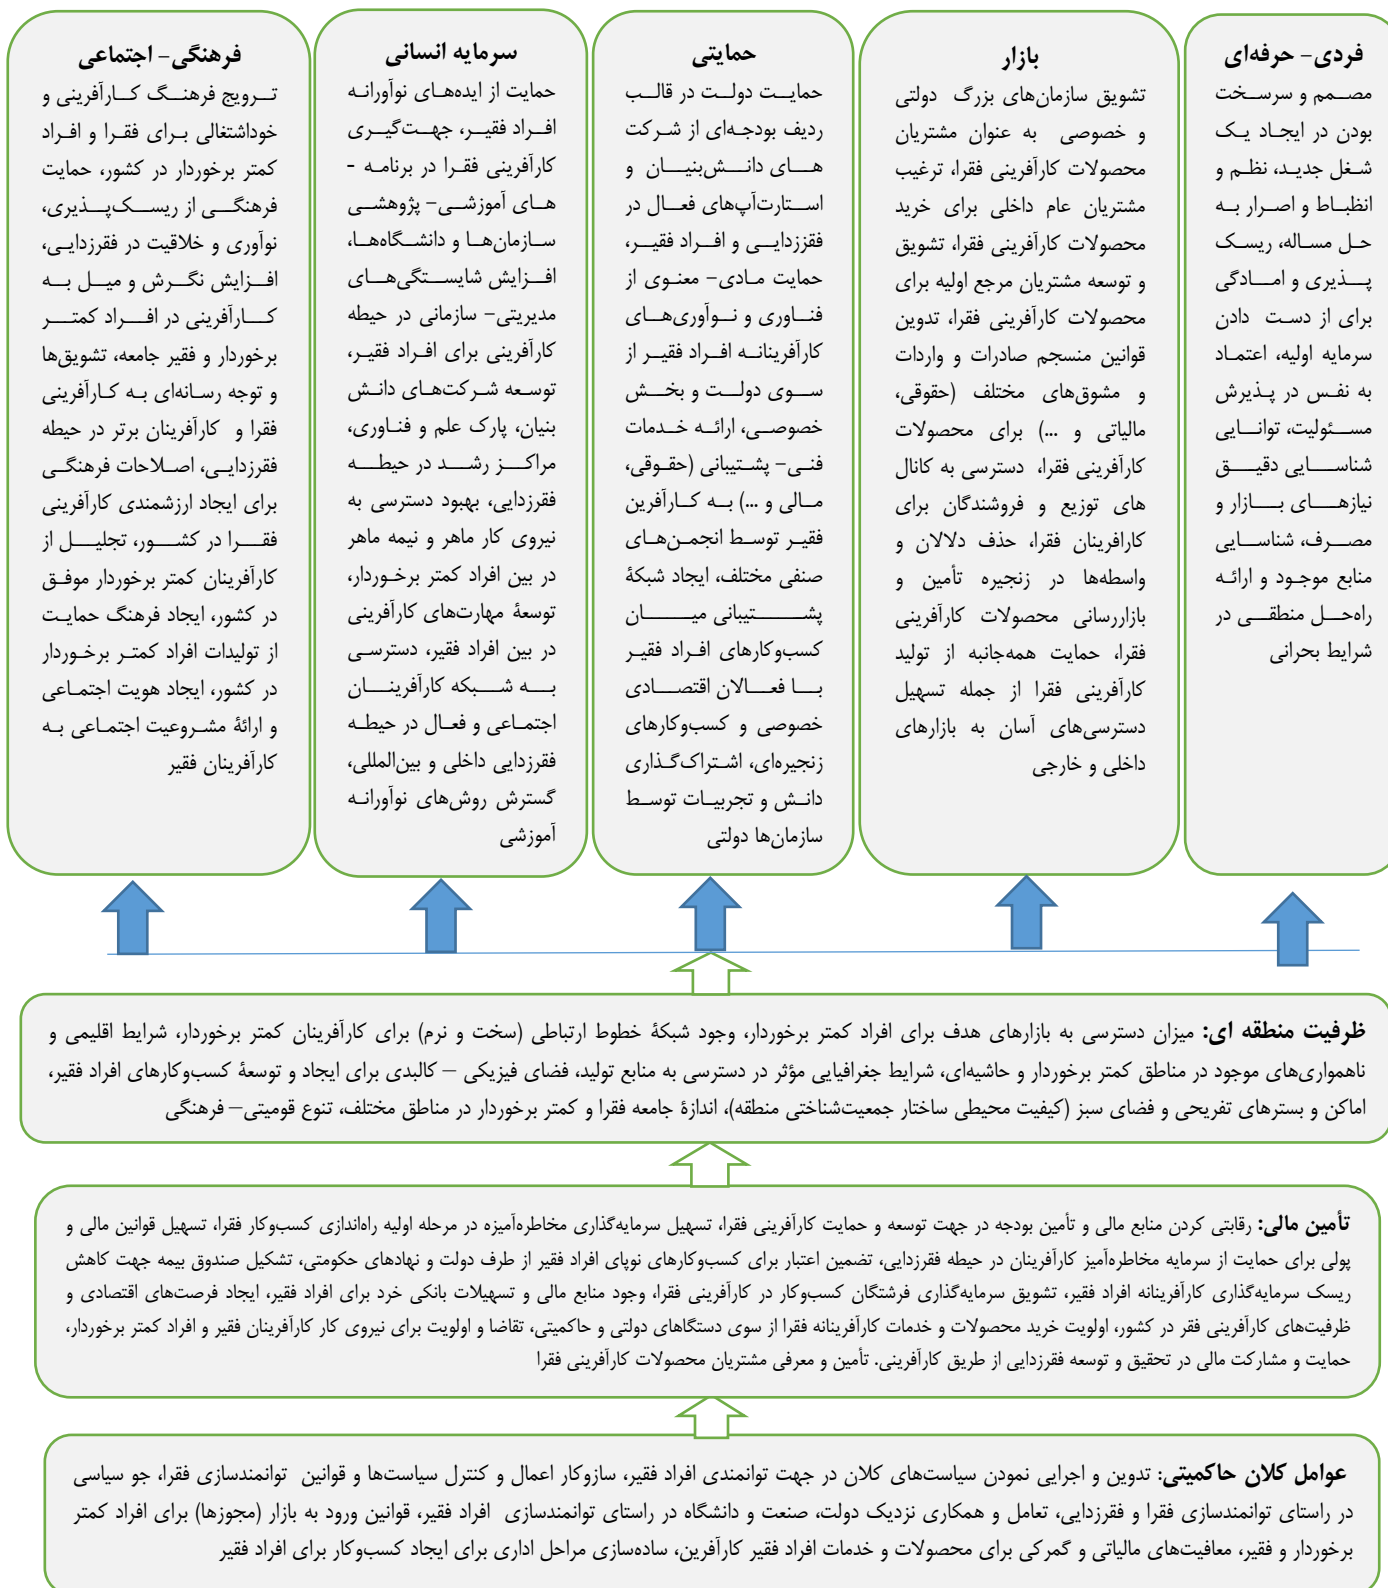 فردی- حرفه‌ای
مصمم و سرسخت
بودن در ایجاد یک
شغل جدید، نظم و
انظباط و اصرار به
حل مساله، ریسک
پذیری و امادگی
برای از دست دادن
سرمایه اولیه، اعتماد
به نفس در پذیرش
مسئولیت، توانایی
شناسایی دقیق
نیازهای بازار و
مصرف، شناسایی
منابع موجود و ارائه
راه‌حل منطقی در
شرایط بحرانی
بازار
تشویق سازمان‌های بزرگ دولتی
و خصوصی به عنوان مشتریان
محصولات کارآفرینی فقرا، ترغیب
مشتریان عام داخلی برای خرید
محصولات کارآفرینی فقرا، تشویق
و توسعه مشتریان مرجع اولیه برای
محصولات کارآفرینی فقرا، تدوین
قوانین منسجم صادرات و واردات
و مشوق‌های مختلف (حقوقی،
مالیاتی و ...) برای محصولات
کارآفرینی فقرا، دسترسی به کانال
های توزیع و فروشندگان برای
کارافرینان فقرا، حذف دلالان و
واسطه‌ها در زنجیره تأمین و
بازاررسانی محصولات کارآفرینی
فقرا، حمایت همه‌جانبه از تولید
کارآفرینی فقرا از جمله تسهیل
دسترسی‌های آسان به بازارهای
داخلی و خارجی
حمایتی
حمایت دولت در قالب
ردیف بودجه‌ای از شرکت
های دانش‌بنیان و
استارت‌آپ‌های فعال در
فقززدایی و افراد فقیر،
حمایت مادی- معنوی از
فناوری و نوآوری‌های
کارآفرینانه افراد فقیر از
سوی دولت و بخش
خصوصی، ارائه خدمات
فنی- پشتیبانی (حقوقی،
مالی و ...) به کارآفرین
فقیر توسط انجمن‌های
صنفی مختلف، ایجاد شبکهٔ
پشتیبانی میان
کسب‌وکارهای افراد فقیر
با فعالان اقتصادی
خصوصی و کسب‌وکارهای
زنجیره‌ای، اشتراک‌گذاری
دانش و تجربیات توسط
سازمان‌ها دولتی
سرمایه انسانی
حمایت از ایده‌های نوآورانه
افراد فقیر، جهت‌گیری
کارآفرینی فقرا در برنامه -
های آموزشی- پژوهشی
سازمان‌ها و دانشگاه‌ها،
افزایش شایستگی‌های
مدیریتی- سازمانی در حیطه
کارآفرینی برای افراد فقیر،
توسعه شرکت‌های دانش
بنیان، پارک علم و فناوری،
مراکز رشد در حیطه
فقرزدایی، بهبود دسترسی به
نیروی کار ماهر و نیمه ماهر
در بین افراد کمتر برخوردار،
توسعهٔ مهارت‌های کارآفرینی
در بین افراد فقیر، دسترسی
به شبکه کارآفرینان
اجتماعی و فعال در حیطه
فقرزدایی داخلی و بین‌المللی،
گسترش روش‌های نوآورانه
آموزشی
فرهنگی- اجتماعی
ترویج فرهنگ کارآفرینی و
خوداشتغالی برای فقرا و افراد
کمتر برخوردار در کشور، حمایت
فرهنگی از ریسک‌پذیری،
نوآوری و خلاقیت در فقرزدایی،
افزایش نگرش و میل به
کارآفرینی در افراد کمتر
برخوردار و فقیر جامعه، تشویق‌ها
و توجه رسانه‌ای به کارآفرینی
فقرا و کارآفرینان برتر در حیطه
فقرزدایی، اصلاحات فرهنگی
برای ایجاد ارزشمندی کارآفرینی
فقرا در کشور، تجلیل از
کارآفرینان کمتر برخوردار موفق
در کشور، ایجاد فرهنگ حمایت
از تولیدات افراد کمتر برخوردار
در کشور، ایجاد هویت اجتماعی
و ارائهٔ مشروعیت اجتماعی به
کارآفرینان فقیر
ظرفیت منطقه ای: میزان دسترسی به بازارهای هدف برای افراد کمتر برخوردار، وجود شبکهٔ خطوط ارتباطی (سخت و نرم) برای کارآفرینان کمتر برخوردار، شرایط اقلیمی و
ناهمواری‌های موجود در مناطق کمتر برخوردار و حاشیه‌ای، شرایط جغرافیایی مؤثر در دسترسی به منابع تولید، فضای فیزیکی – کالبدی برای ایجاد و توسعهٔ کسب‌وکارهای افراد فقیر،
اماکن و بسترهای تفریحی و فضای سبز (کیفیت محیطی ساختار جمعیت‌شناختی منطقه)، اندازهٔ جامعه فقرا و کمتر برخوردار در مناطق مختلف، تنوع قومیتی– فرهنگی
تأمین مالی: رقابتی کردن منابع مالی و تأمین بودجه در جهت توسعه و حمایت کارآفرینی فقرا، تسهیل سرمایه‌گذاری مخاطره‌آمیزه در مرحله اولیه راه‌اندازی کسب‌وکار فقرا، تسهیل قوانین مالی و
پولی برای حمایت از سرمایه مخاطره‌آمیز کارآفرینان در حیطه فقرزدایی، تضمین اعتبار برای کسب‌وکارهای نوپای افراد فقیر از طرف دولت و نهادهای حکومتی، تشکیل صندوق بیمه جهت کاهش
ریسک سرمایه‌گذاری کارآفرینانه افراد فقیر، تشویق سرمایه‌گذاری فرشتگان کسب‌وکار در کارآفرینی فقرا، وجود منابع مالی و تسهیلات بانکی خرد برای افراد فقیر، ایجاد فرصت‌های اقتصادی و
ظرفیت‌های کارآفرینی فقر در کشور، اولویت خرید محصولات و خدمات کارآفرینانه فقرا از سوی دستگاهای دولتی و حاکمیتی، تقاضا و اولویت برای نیروی کار کارآفرینان فقیر و افراد کمتر برخوردار،
حمایت و مشارکت مالی در تحقیق و توسعه فقرزدایی از طریق کارآفرینی. تأمین و معرفی مشتریان محصولات کارآفرینی فقرا
عوامل کلان حاکمیتی: تدوین و اجرایی نمودن سیاست‌های کلان در جهت توانمندی افراد فقیر، سازوکار اعمال و کنترل سیاست‌ها و قوانین توانمندسازی فقرا، جو سیاسی
در راستای توانمندسازی فقرا و فقرزدایی، تعامل و همکاری نزدیک دولت، صنعت و دانشگاه در راستای توانمندسازی افراد فقیر، قوانین ورود به بازار (مجوزها) برای افراد کمتر
برخوردار و فقیر، معافیت‌های مالیاتی و گمرکی برای محصولات و خدمات افراد فقیر کارآفرین، ساده‌سازی مراحل اداری برای ایجاد کسب‌وکار برای افراد فقیر